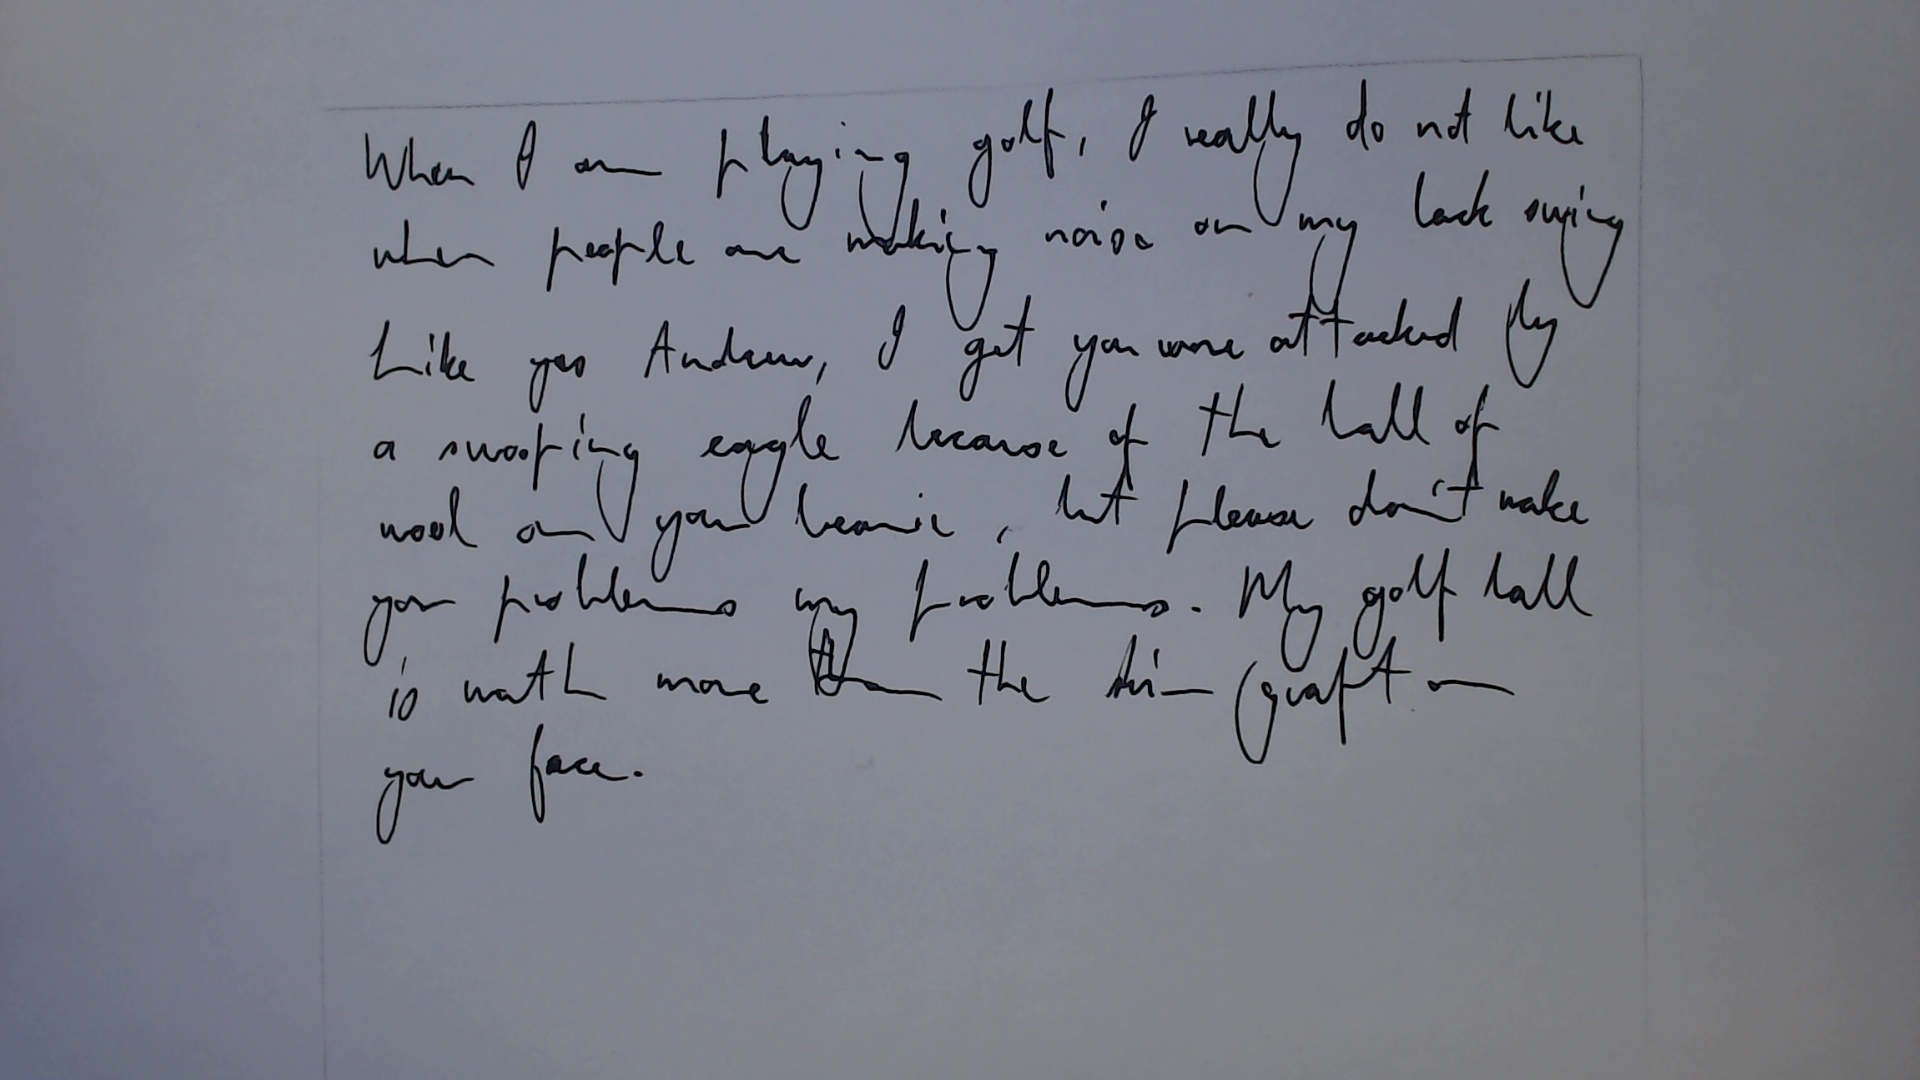 When I am playing golf, I really do not like
when people are making noise on my back swing
Like yes Andrew, I get you were attacked by
a swooping eagle because of the ball of
wool on your beanie, but please don't make
your problems my problems. My golf ball
is worth more than the skin graft on
your face.